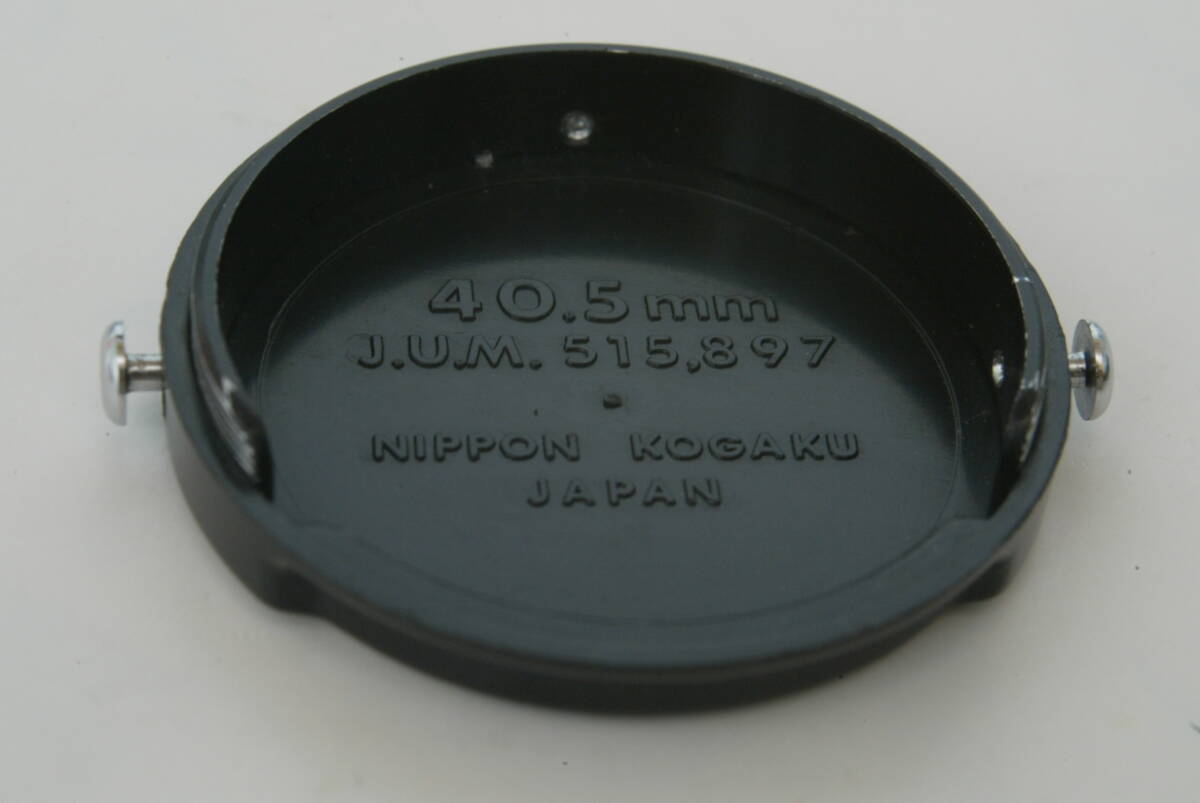 40.5mm
J.U.M. 515,897
NIPPON KOGAKU
JAPAN